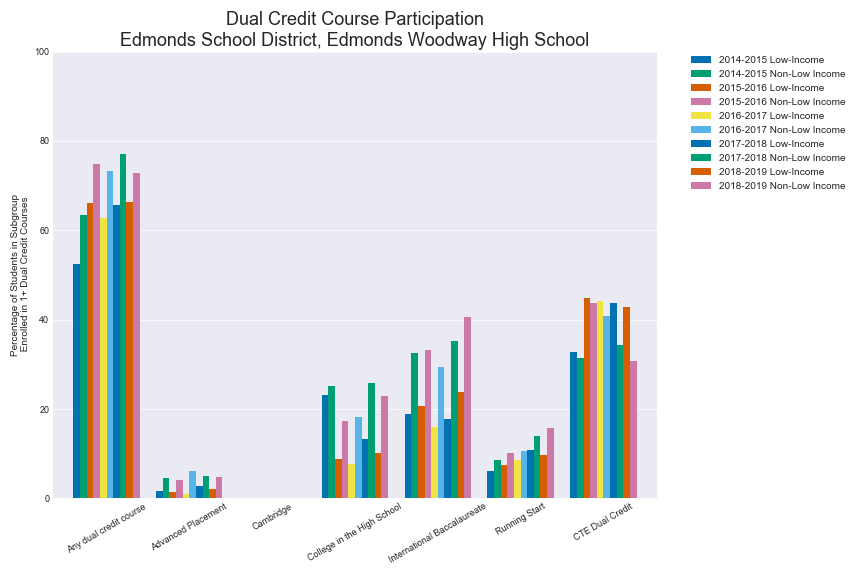 Dual Credit Course Participation
Edmonds School District, Edmonds Woodway High School
Percentage of Students in Subgroup
Enrolled in 1+ Dual Credit Courses
100
80
60
40
20
0
Any dual credit course
Advanced Placement
Cambridge
College in the High School
International Baccalaureate
Running Start
CTE Dual Credit
2014-2015 Low-Income
2014-2015 Non-Low Income
2015-2016 Low-Income
2015-2016 Non-Low Income
2016-2017 Low-Income
2016-2017 Non-Low Income
2017-2018 Low-Income
2017-2018 Non-Low Income
2018-2019 Low-Income
2018-2019 Non-Low Income